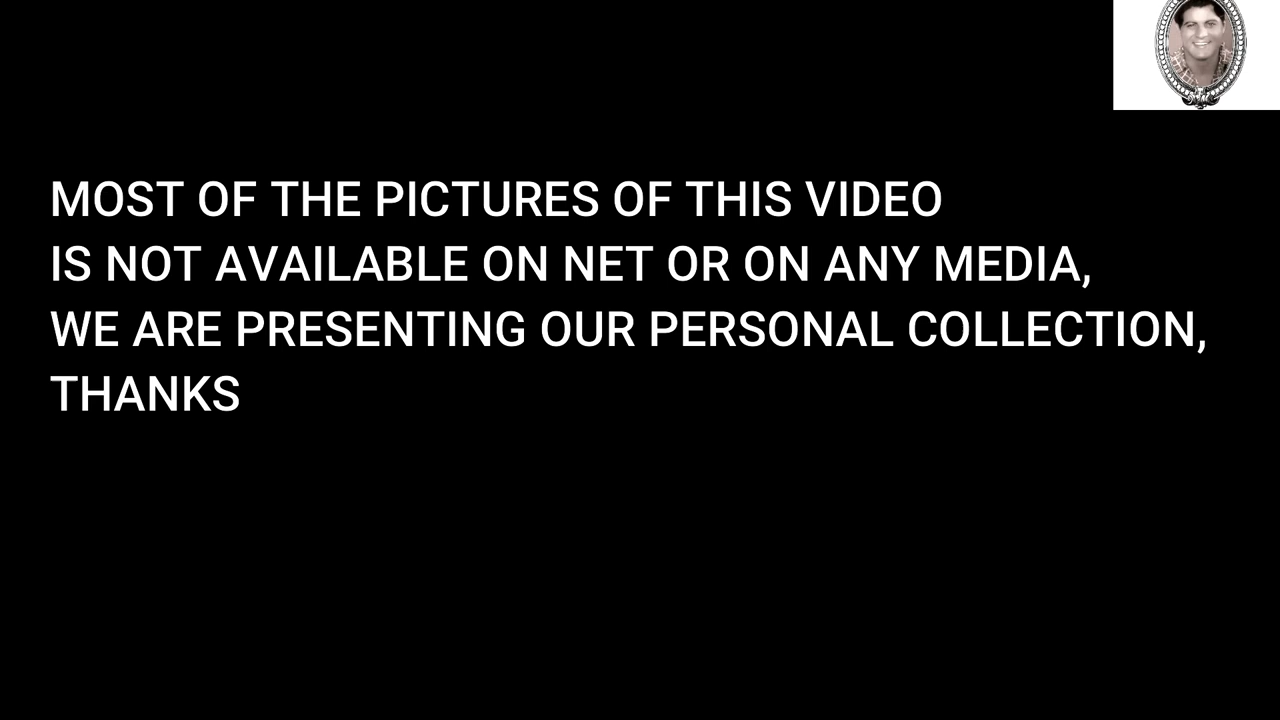 MOST OF THE PICTURES OF THIS VIDEO
IS NOT AVAILABLE ON NET OR ON ANY MEDIA,
WE ARE PRESENTING OUR PERSONAL COLLECTION,
THANKS